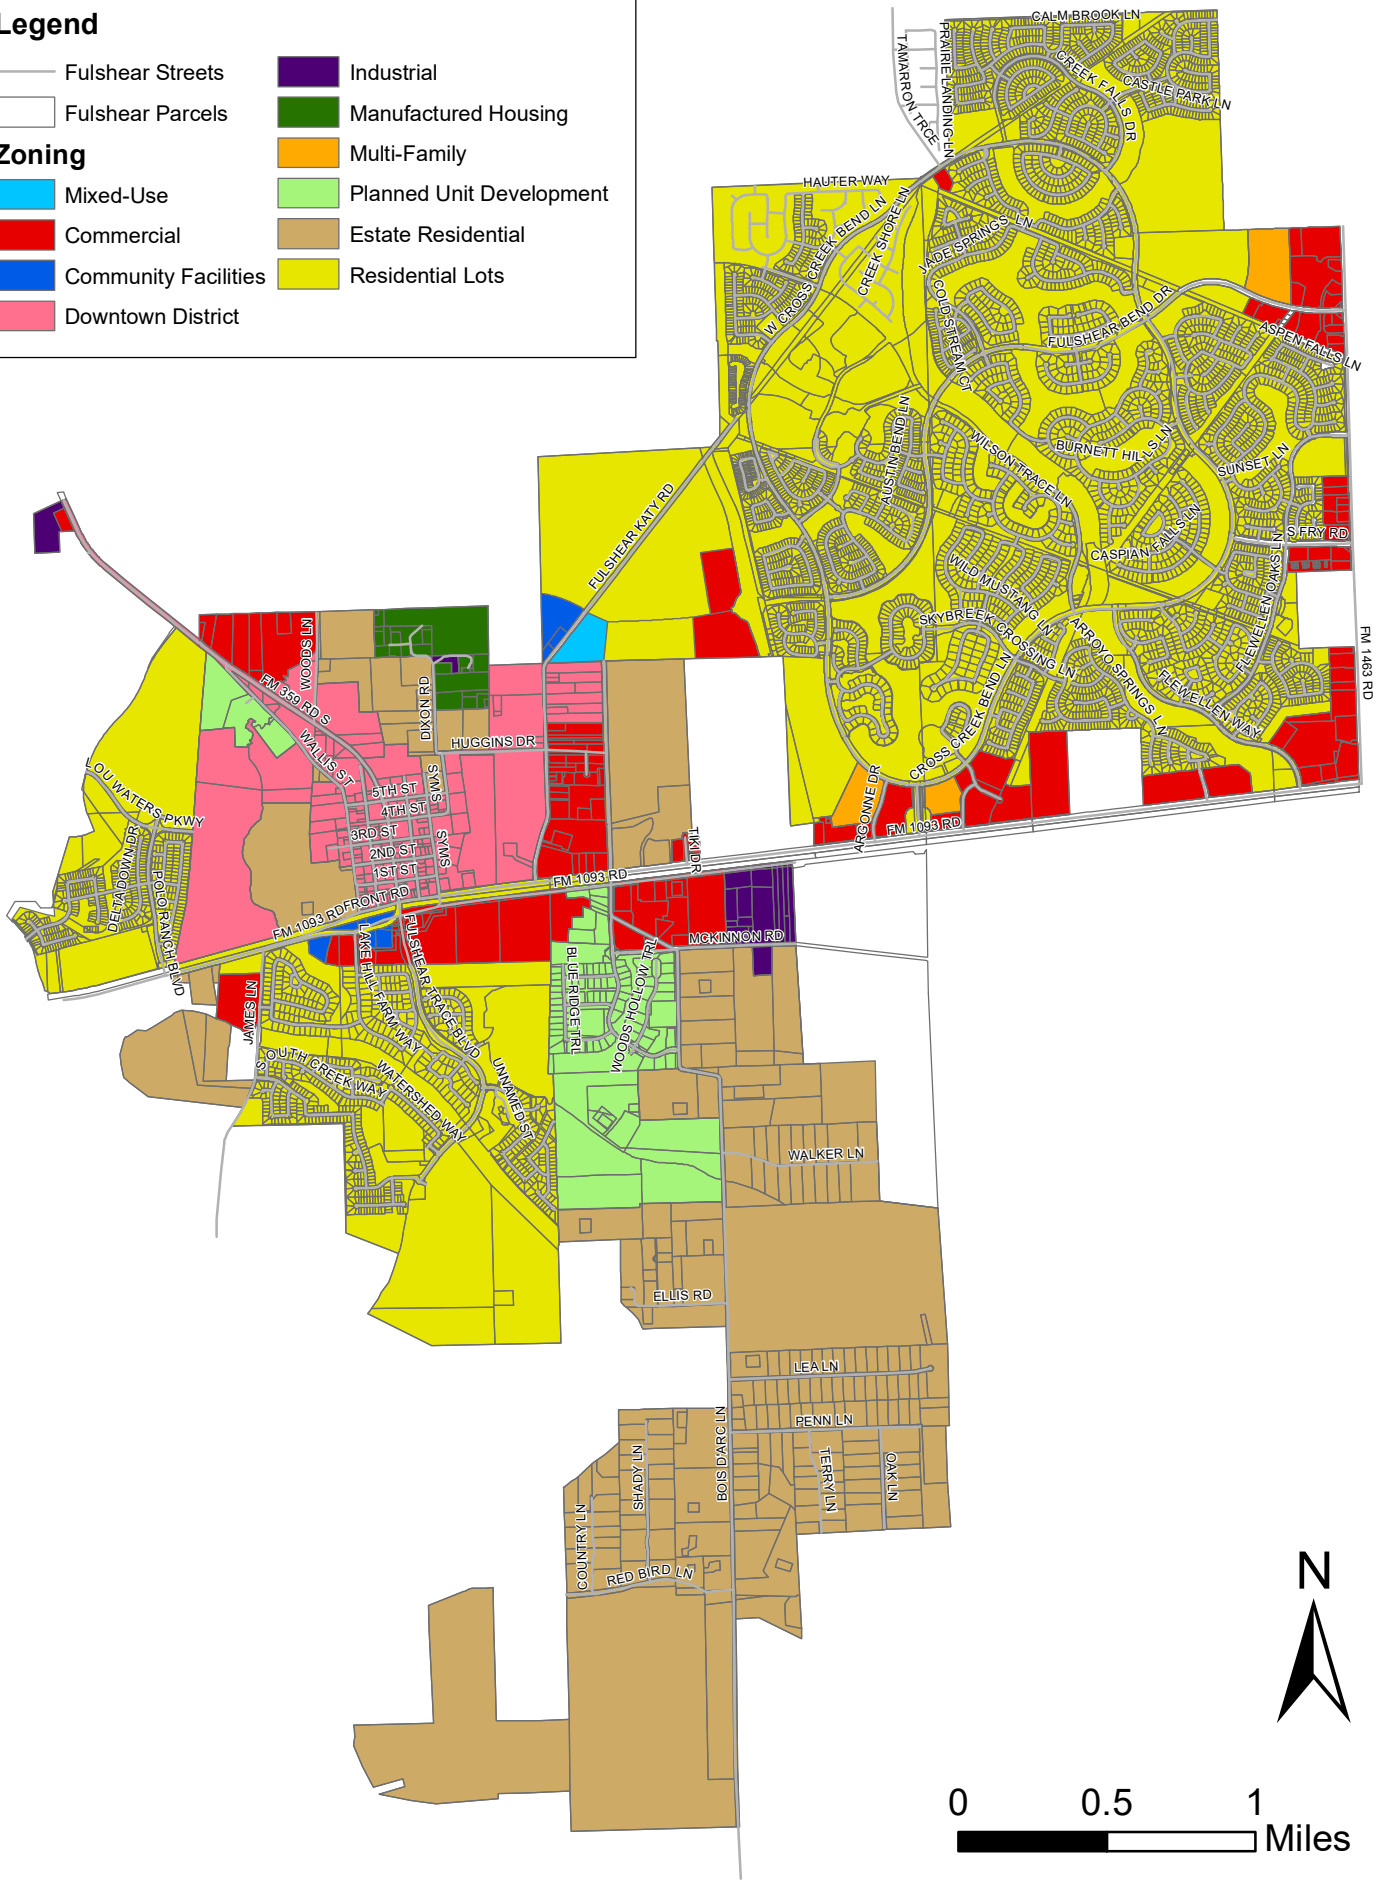 Legend
Fulshear Streets
Fulshear Parcels
Zoning
Mixed-Use
Commercial
Community Facilities
Downtown District
Industrial
Manufactured Housing
Multi-Family
Planned Unit Development
Estate Residential
Residential Lots
CALM BROOK LN
TAMARRON TRCE
PRAIRIE LANDING LN
CREEK FALLS DR
CASTLE PARK LN
HAUTER WAY
W CROSS CREEK BEND LN
CREEK SHORE LN
JADE SPRINGS LN
COLD STREAM CT
FULSHEAR BEND DR
ASPEN FALLS LN
AUSTIN BEND LN
WILSON TRACE LN
BURNETT HILLS LN
SUNSET LN
FULSHEAR KATY RD
CASPIAN FALLS LN
S FRY RD
WILD MUSTANG LN
SKYBREEK CROSSING LN
FLEWELLEN OAKS LN
ARROYO SPRINGS LN
FLEWELLEN WAY
FM 1463 RD
CROSS CREEK BEND LN
ARGONNE DR
FM 1093 RD
WOODS LN
FM 359 RD S
WALLIS ST
DIXON RD
HUGGINS DR
LOU WATERS PKWY
5TH ST
4TH ST
3RD ST
2ND ST
1ST ST
SYMS
SYMS
TIKI DR
DELTA DOWN DR
POLO RANCH BLVD
FM 1093 RD
FRONT RD
FM 1093 RD
MCKINNON RD
JAMES LN
LAKE HILL FARM WAY
FULSHEAR TRACE BLVD
BLUE RIDGE TRL
WOODS HOLLOW TRL
SOUTH CREEK WAY
WATERSHED WAY
UNNAMED ST
WALKER LN
ELLIS RD
LEA LN
PENN LN
BOIS D'ARC LN
SHADY LN
TERRY LN
OAK LN
COUNTRY LN
RED BIRD LN
N
0 0.5 1
Miles